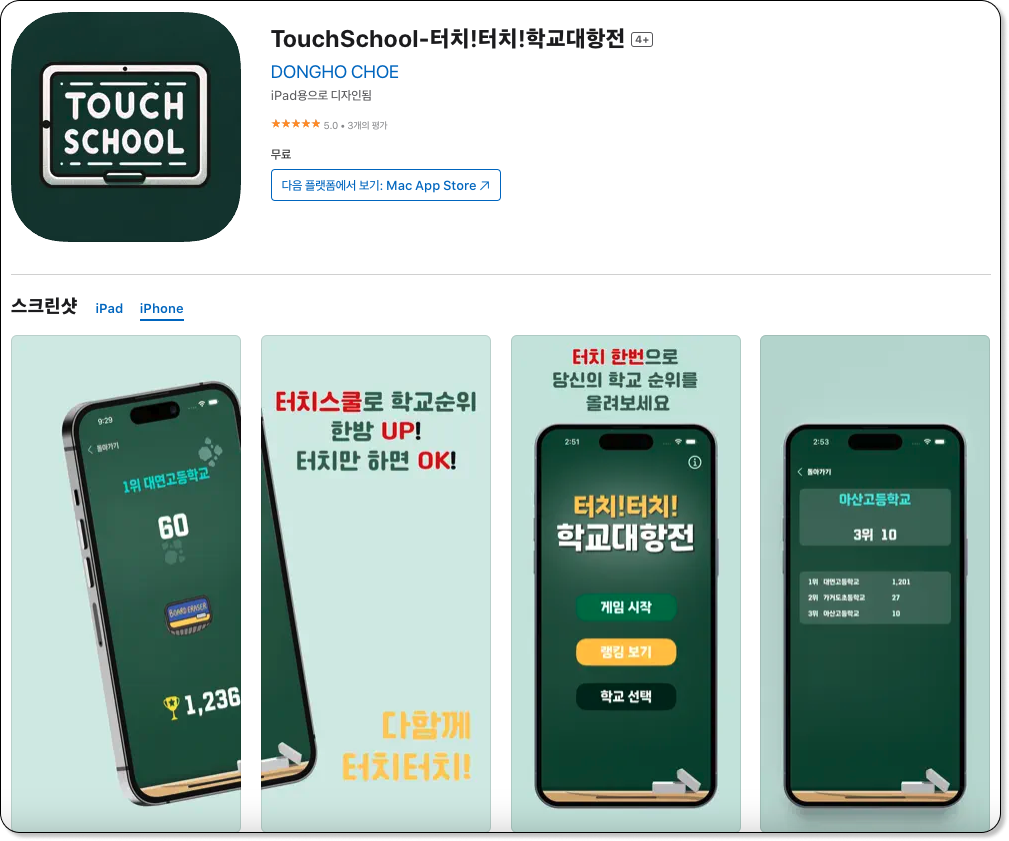 TOUCH
SCHOOL
TouchSchool-터치!터치!학교대항전 4+
DONGHO CHOE
iPad용으로 디자인됨
★★★★★ 5.0 • 3개의 평가
무료
다음 플랫폼에서 보기: Mac App Store ↗
스크린샷 iPad iPhone
9:29
돌아가기
1위 대면고등학교
60
BOARD ERASER
1,236
터치스쿨로 학교순위
한방 UP!
터치만 하면 OK!
다함께
터치터치!
터치 한번으로
당신의 학교 순위를
올려보세요
2:51
터치!터치!
학교대항전
게임 시작
랭킹 보기
학교 선택
2:53
돌아가기
아산고등학교
3위 10
1위 대면고등학교 1,201
2위 가거도초등학교 27
3위 아산고등학교 10